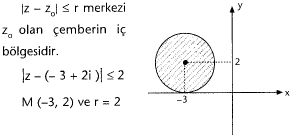 |z – z₀| ≤ r merkezi
z₀ olan çemberin iç
bölgesidir.
|z – (– 3 + 2i )| ≤ 2
M (–3, 2) ve r = 2
y
2
–3
x